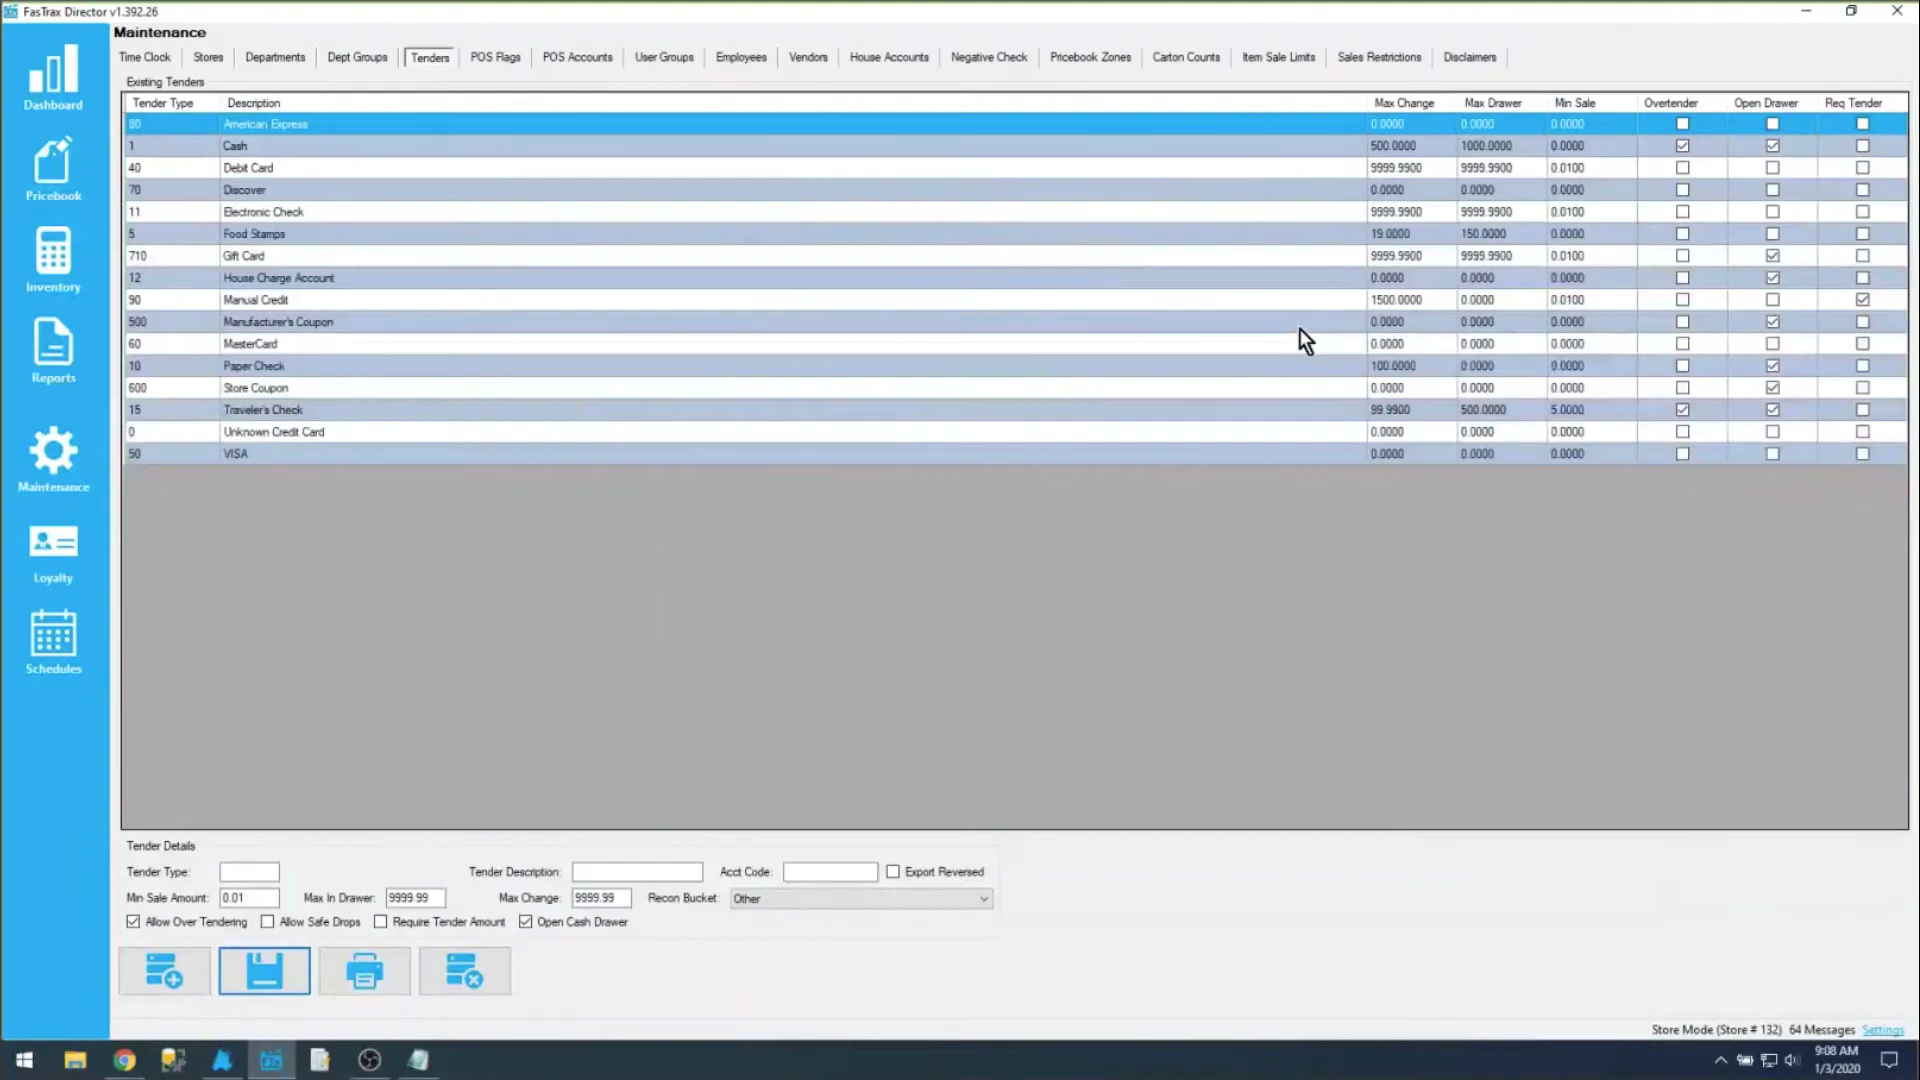 FasTrax Director v1.392.26
Maintenance
Time Clock Stores Departments Dept Groups Tenders POS Flags POS Accounts User Groups Employees Vendors House Accounts Negative Check Pricebook Zones Carton Counts Item Sale Limits Sales Restrictions Disclaimers
Existing Tenders
Tender Type Description Max Change Max Drawer Min Sale Overtender Open Drawer Req Tender
80 American Express 0.0000 0.0000 0.0000
1 Cash 500.0000 1000.0000 0.0000
40 Debit Card 9999.9900 9999.9900 0.0100
70 Discover 0.0000 0.0000 0.0000
11 Electronic Check 9999.9900 9999.9900 0.0100
5 Food Stamps 19.0000 150.0000 0.0000
710 Gift Card 9999.9900 9999.9900 0.0100
12 House Charge Account 0.0000 0.0000 0.0000
90 Manual Credit 1500.0000 0.0000 0.0100
500 Manufacturer's Coupon 0.0000 0.0000 0.0000
60 MasterCard 0.0000 0.0000 0.0000
10 Paper Check 100.0000 0.0000 0.0000
600 Store Coupon 0.0000 0.0000 0.0000
15 Traveler's Check 99.9900 500.0000 5.0000
0 Unknown Credit Card 0.0000 0.0000 0.0000
50 VISA 0.0000 0.0000 0.0000
Dashboard
Pricebook
Inventory
Reports
Maintenance
Loyalty
Schedules
Tender Details
Tender Type: Tender Description: Acct Code: Export Reversed
Min Sale Amount: 0.01 Max In Drawer: 9999.99 Max Change: 9999.99 Recon Bucket: Other
Allow Over Tendering Allow Safe Drops Require Tender Amount Open Cash Drawer
Store Mode (Store # 132) 64 Messages Settings
9:08 AM
1/3/2020